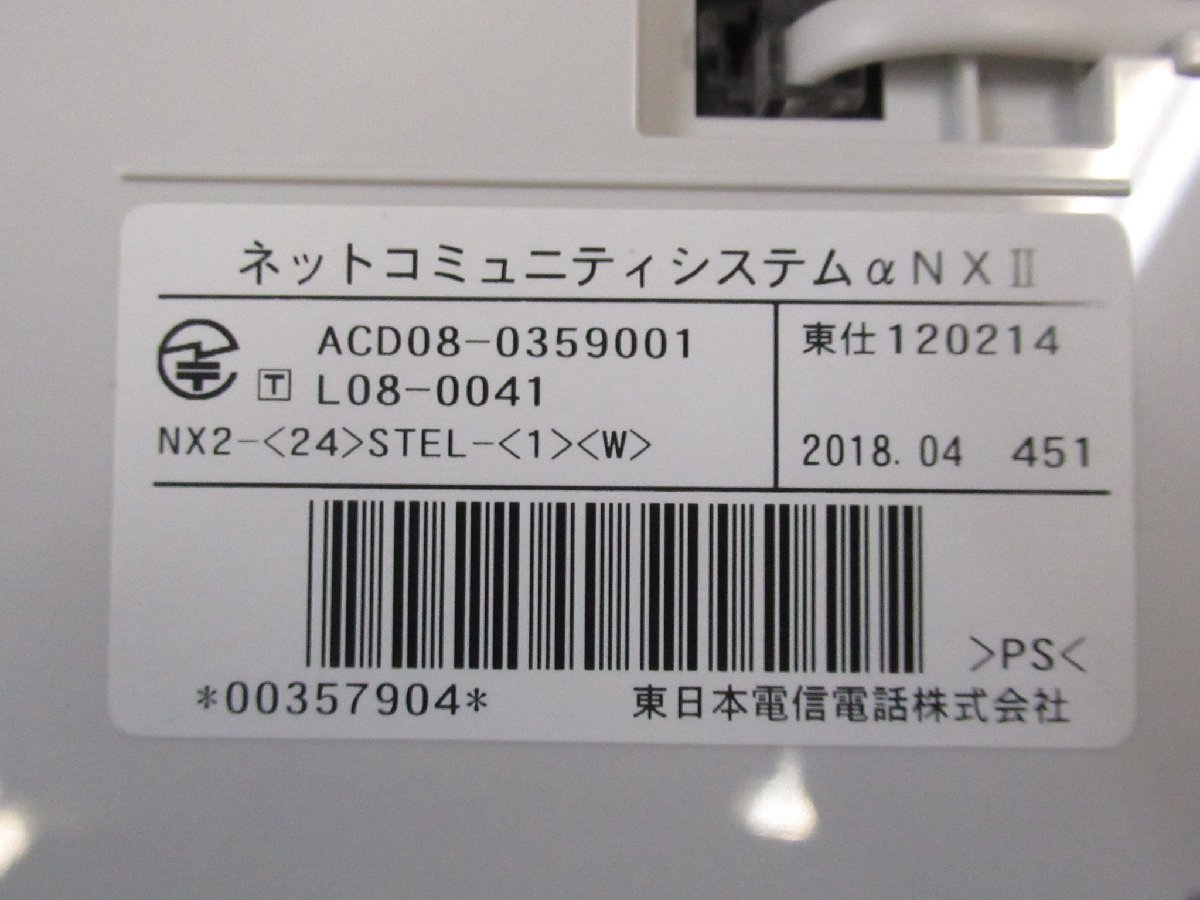 ネットコミュニティシステムαNXⅡ
ACD08-0359001
T L08-0041
NX2-<24>STEL-<1><W>
東仕120214
2018.04 451
>PS<
*00357904*
東日本電信電話株式会社